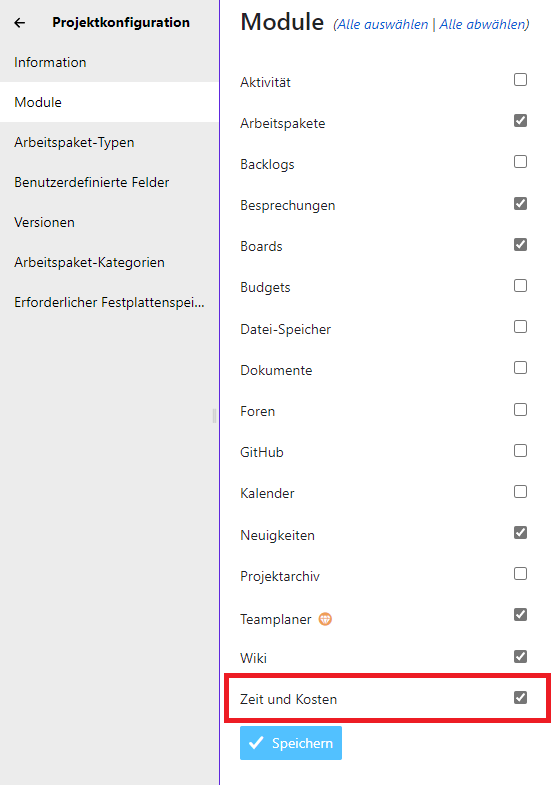 Projektkonfiguration
Information
Module
Arbeitspaket-Typen
Benutzerdefinierte Felder
Versionen
Arbeitspaket-Kategorien
Erforderlicher Festplattenspei...
Module (Alle auswählen | Alle abwählen)
Aktivität
Arbeitspakete
Backlogs
Besprechungen
Boards
Budgets
Datei-Speicher
Dokumente
Foren
GitHub
Kalender
Neuigkeiten
Projektarchiv
Teamplaner
Wiki
Zeit und Kosten
Speichern